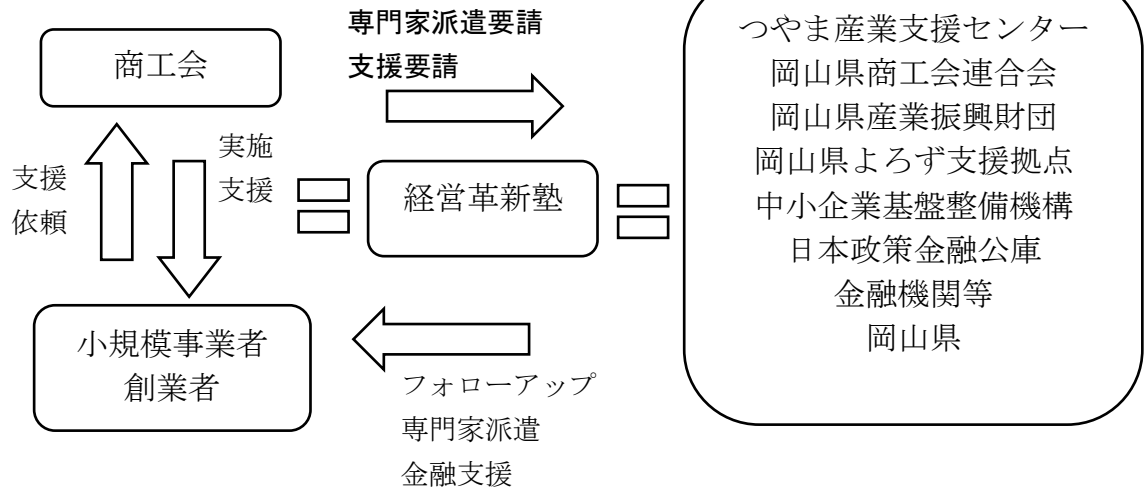 専門家派遣要請
支援要請
商工会
実施
支援
支援
依頼
経営革新塾
小規模事業者
創業者
フォローアップ
専門家派遣
金融支援
つやま産業支援センター
岡山県商工会連合会
岡山県産業振興財団
岡山県よろず支援拠点
中小企業基盤整備機構
日本政策金融公庫
金融機関等
岡山県